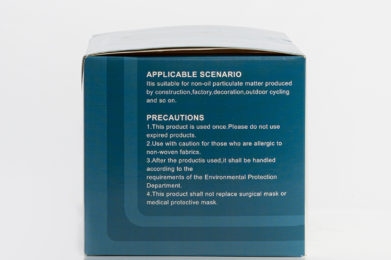 APPLICABLE SCENARIO
Itis suitable for non-oil particulate matter produced
by construction,factory,decoration,outdoor cycling
and so on.
PRECAUTIONS
1.This product is used once.Please do not use
expired products.
2.Use with caution for those who are allergic to
non-woven fabrics.
3.After the productis used,it shall be handled
according to the
requirements of the Environmental Protection
Department.
4.This product shall not replace surgical mask or
medical protective mask.